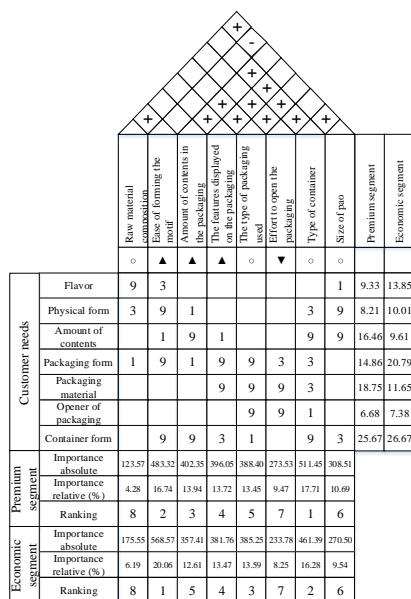 +
-
+
+
+ + +
+ + + + +
Raw material composition
Ease of forming the motif
Amount of contents in the packaging
The features displayed on the packaging
The type of packaging used
Effort to open the packaging
Type of container
Size of pao
Premium segment
Economic segment
○ ▲ ▲ ▲ ○ ▼ ○ ○
Customer needs
Flavor 9 3 1 9.33 13.85
Physical form 3 9 1 3 9 8.21 10.01
Amount of contents 1 9 1 9 9 16.46 9.61
Packaging form 1 9 1 9 9 3 3 14.86 20.79
Packaging material 9 9 9 3 18.75 11.65
Opener of packaging 9 9 1 6.68 7.38
Container form 9 9 3 1 9 3 25.67 26.67
Premium segment
Importance absolute 123.57 483.32 402.35 396.05 388.40 273.53 511.45 308.51
Importance relative (%) 4.28 16.74 13.94 13.72 13.45 9.47 17.71 10.69
Ranking 8 2 3 4 5 7 1 6
Economic segment
Importance absolute 175.55 568.57 357.41 381.76 385.25 233.78 461.39 270.50
Importance relative (%) 6.19 20.06 12.61 13.47 13.59 8.25 16.28 9.54
Ranking 8 1 5 4 3 7 2 6